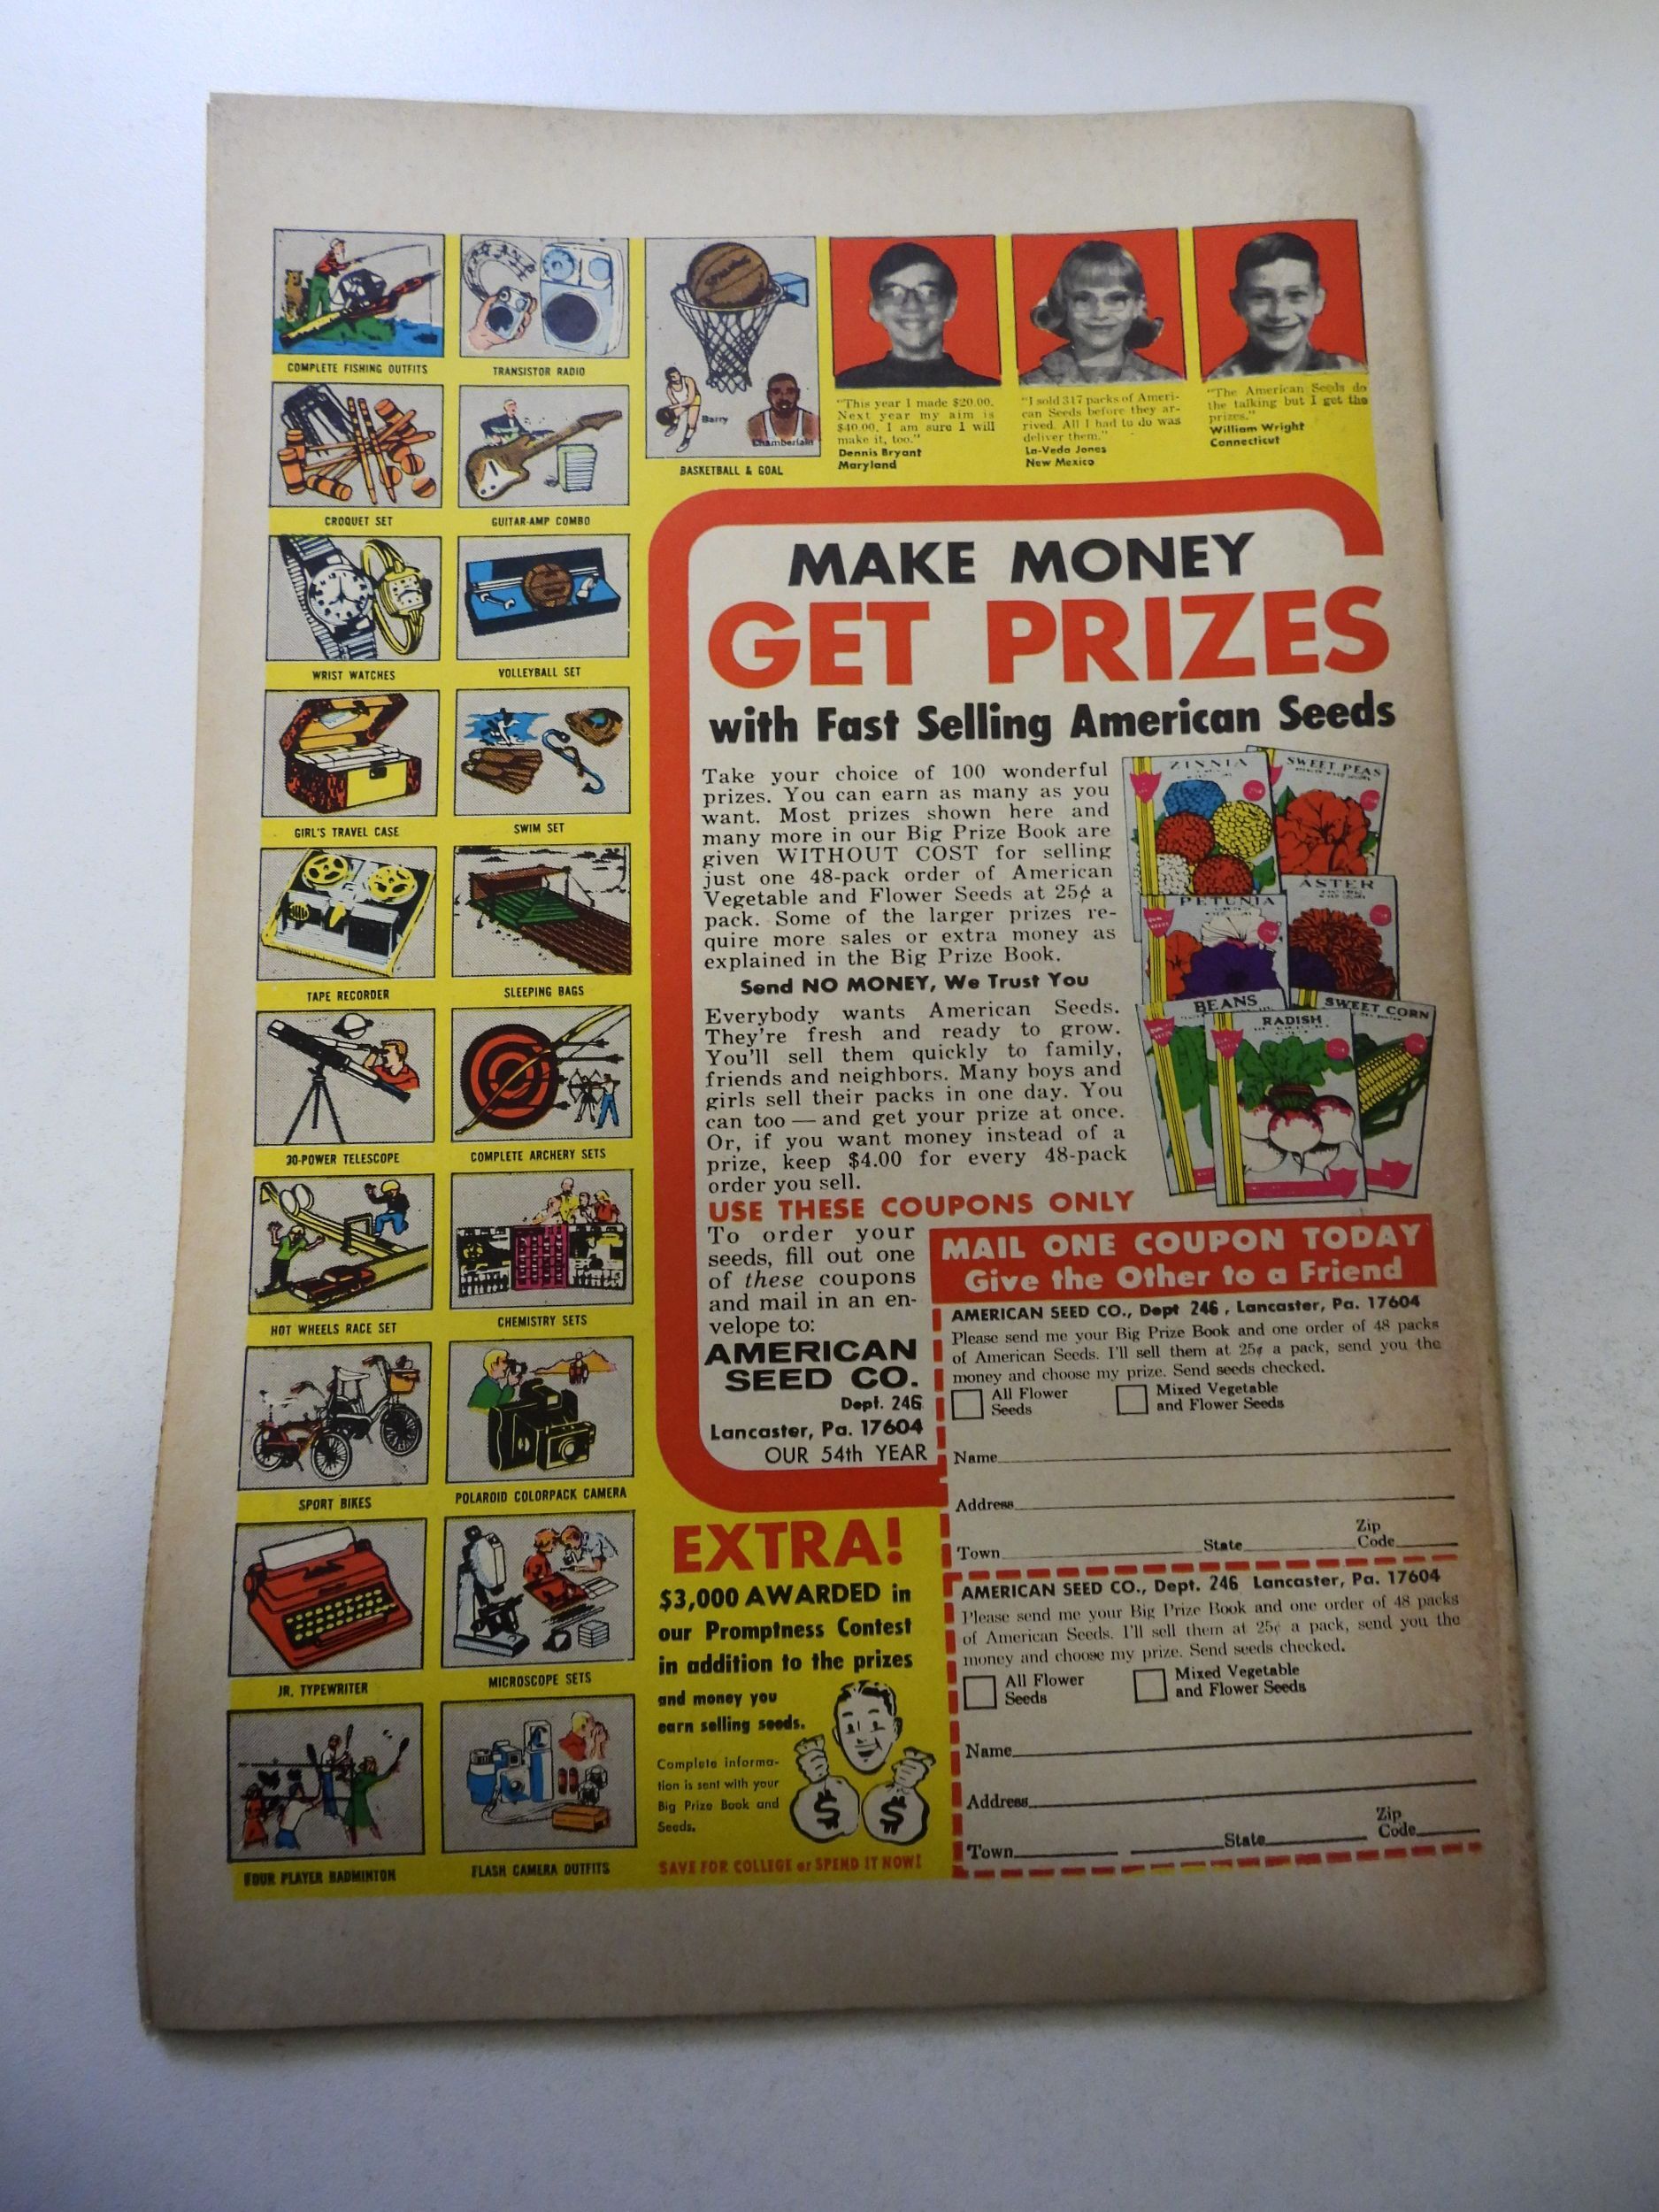 COMPLETE FISHING OUTFITS
TRANSISTOR RADIO
CROQUET SET
GUITAR-AMP COMBO
WRIST WATCHES
VOLLEYBALL SET
GIRL'S TRAVEL CASE
SWIM SET
TAPE RECORDER
SLEEPING BAGS
30-POWER TELESCOPE
COMPLETE ARCHERY SETS
HOT WHEELS RACE SET
CHEMISTRY SETS
SPORT BIKES
POLAROID COLORPACK CAMERA
JR. TYPEWRITER
MICROSCOPE SETS
FOUR PLAYER BADMINTON
FLASH CAMERA OUTFITS
Barry
Chamberlain
BASKETBALL & GOAL
"This year I made $20.00.
Next year my aim is
$40.00. I am sure I will
make it, too."
Dennis Bryant
Maryland
"I sold 317 packs of Ameri-
can Seeds before they ar-
rived. All I had to do was
deliver them."
La-Veda Jones
New Mexico
"The American Seeds do
the talking but I get the
prizes."
William Wright
Connecticut
MAKE MONEY
GET PRIZES
with Fast Selling American Seeds
Take your choice of 100 wonderful
prizes. You can earn as many as you
want. Most prizes shown here and
many more in our Big Prize Book are
given WITHOUT COST for selling
just one 48-pack order of American
Vegetable and Flower Seeds at 25¢ a
pack. Some of the larger prizes re-
quire more sales or extra money as
explained in the Big Prize Book.
Send NO MONEY, We Trust You
Everybody wants American Seeds.
They're fresh and ready to grow.
You'll sell them quickly to family,
friends and neighbors. Many boys and
girls sell their packs in one day. You
can too — and get your prize at once.
Or, if you want money instead of a
prize, keep $4.00 for every 48-pack
order you sell.
ZINNIA
SWEET PEAS
ASTER
PETUNIA
BEANS
SWEET CORN
RADISH
USE THESE COUPONS ONLY
To order your
seeds, fill out one
of these coupons
and mail in an en-
velope to:
AMERICAN
SEED CO.
Dept. 246
Lancaster, Pa. 17604
OUR 54th YEAR
MAIL ONE COUPON TODAY
Give the Other to a Friend
AMERICAN SEED CO., Dept 246, Lancaster, Pa. 17604
Please send me your Big Prize Book and one order of 48 packs
of American Seeds. I'll sell them at 25¢ a pack, send you the
money and choose my prize. Send seeds checked.
All Flower
Seeds
Mixed Vegetable
and Flower Seeds
Name
Address
Town State Zip Code
AMERICAN SEED CO., Dept. 246 Lancaster, Pa. 17604
Please send me your Big Prize Book and one order of 48 packs
of American Seeds. I'll sell them at 25¢ a pack, send you the
money and choose my prize. Send seeds checked.
All Flower
Seeds
Mixed Vegetable
and Flower Seeds
Name
Address
Town State Zip Code
EXTRA!
$3,000 AWARDED in
our Promptness Contest
in addition to the prizes
and money you
earn selling seeds.
Complete informa-
tion is sent with your
Big Prize Book and
Seeds.
$ $
SAVE FOR COLLEGE or SPEND IT NOW!